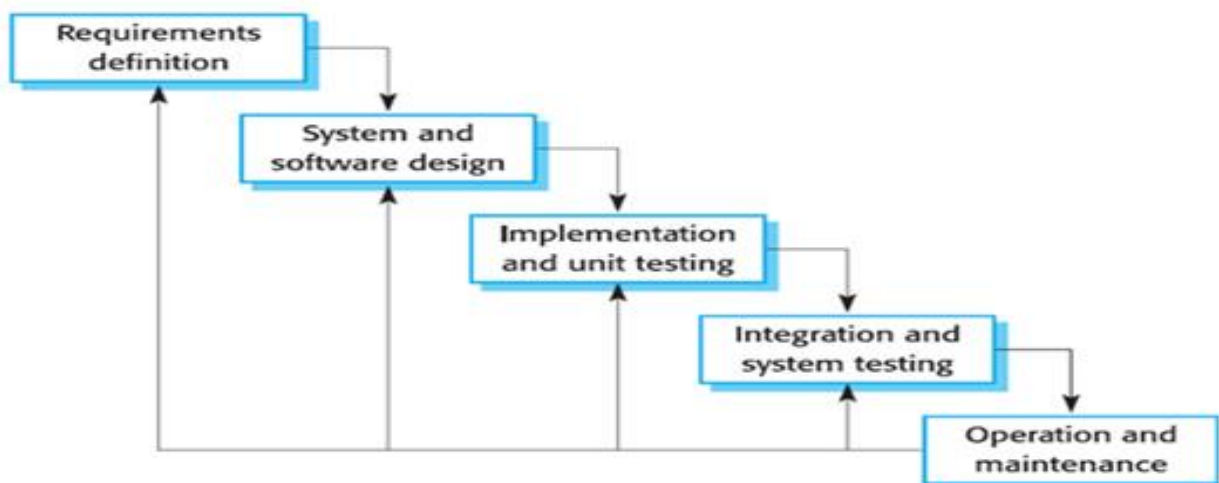 Requirements
definition
System and
software design
Implementation
and unit testing
Integration and
system testing
Operation and
maintenance